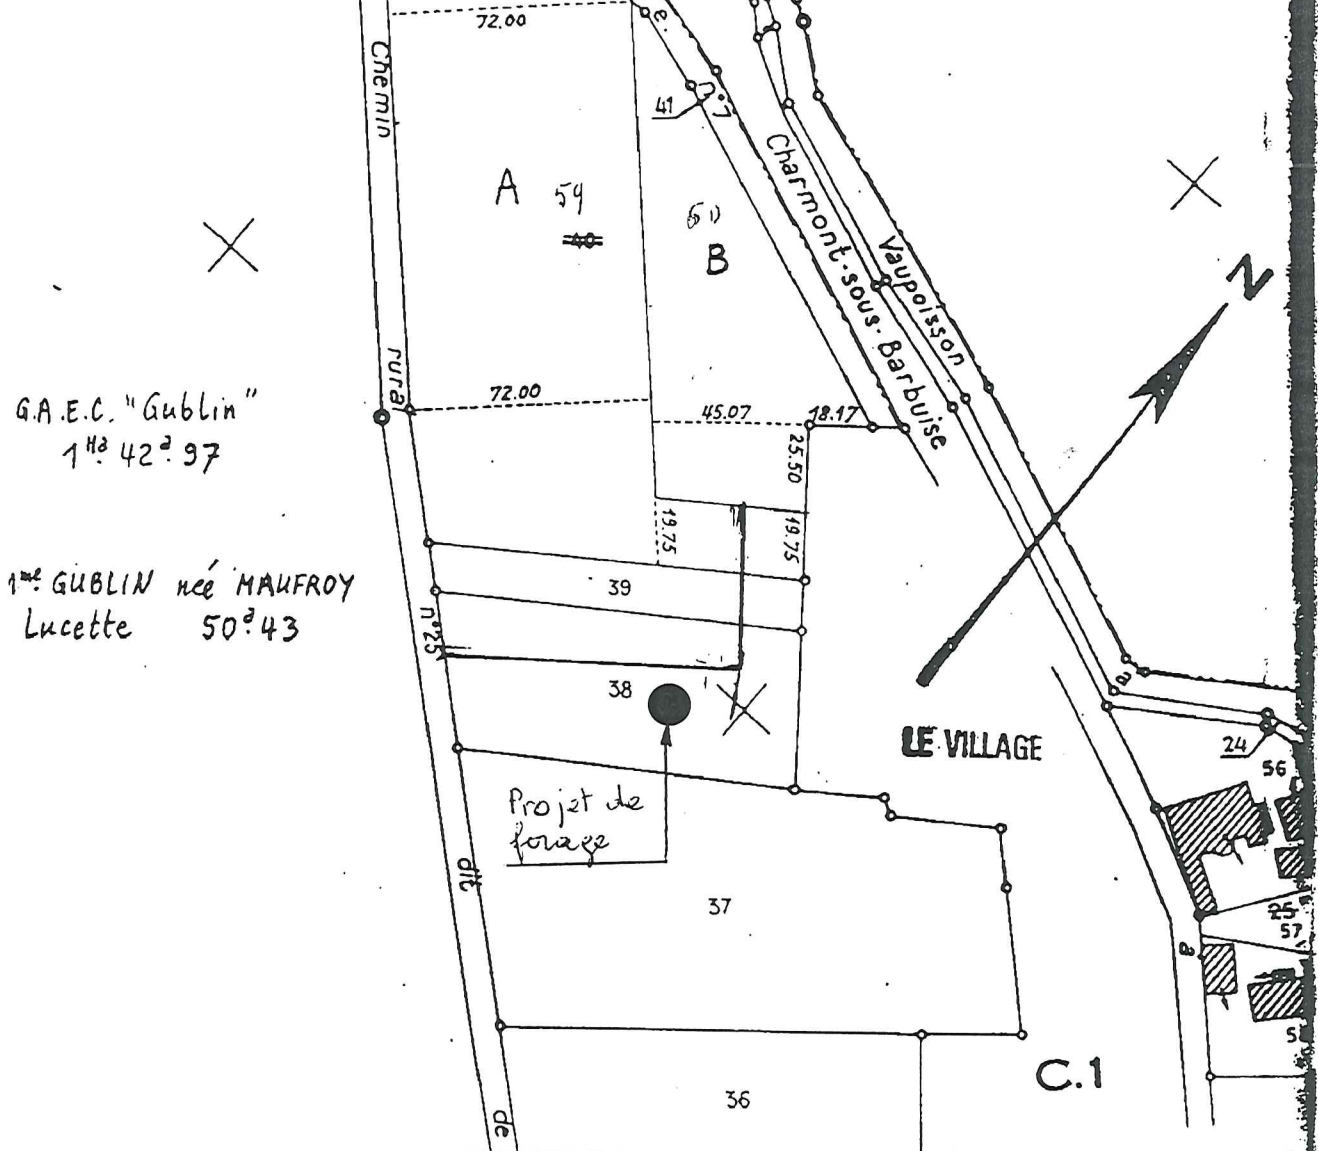 72.00
Chemin
41
n°7
A
59
40
B
Charmont-sous-Barbuise
Vaupoisson
N
rural
72.00
45.07
18.17
25.50
G.A.E.C. "Gublin"
1Ha 42a 97
19.75
19.75
39
GUBLIN née MAUFROY
Lucette 50a 43
n°25
38
LE VILLAGE
24
56
Projet de
forage
dit
37
25
57
a
C.1
36
de